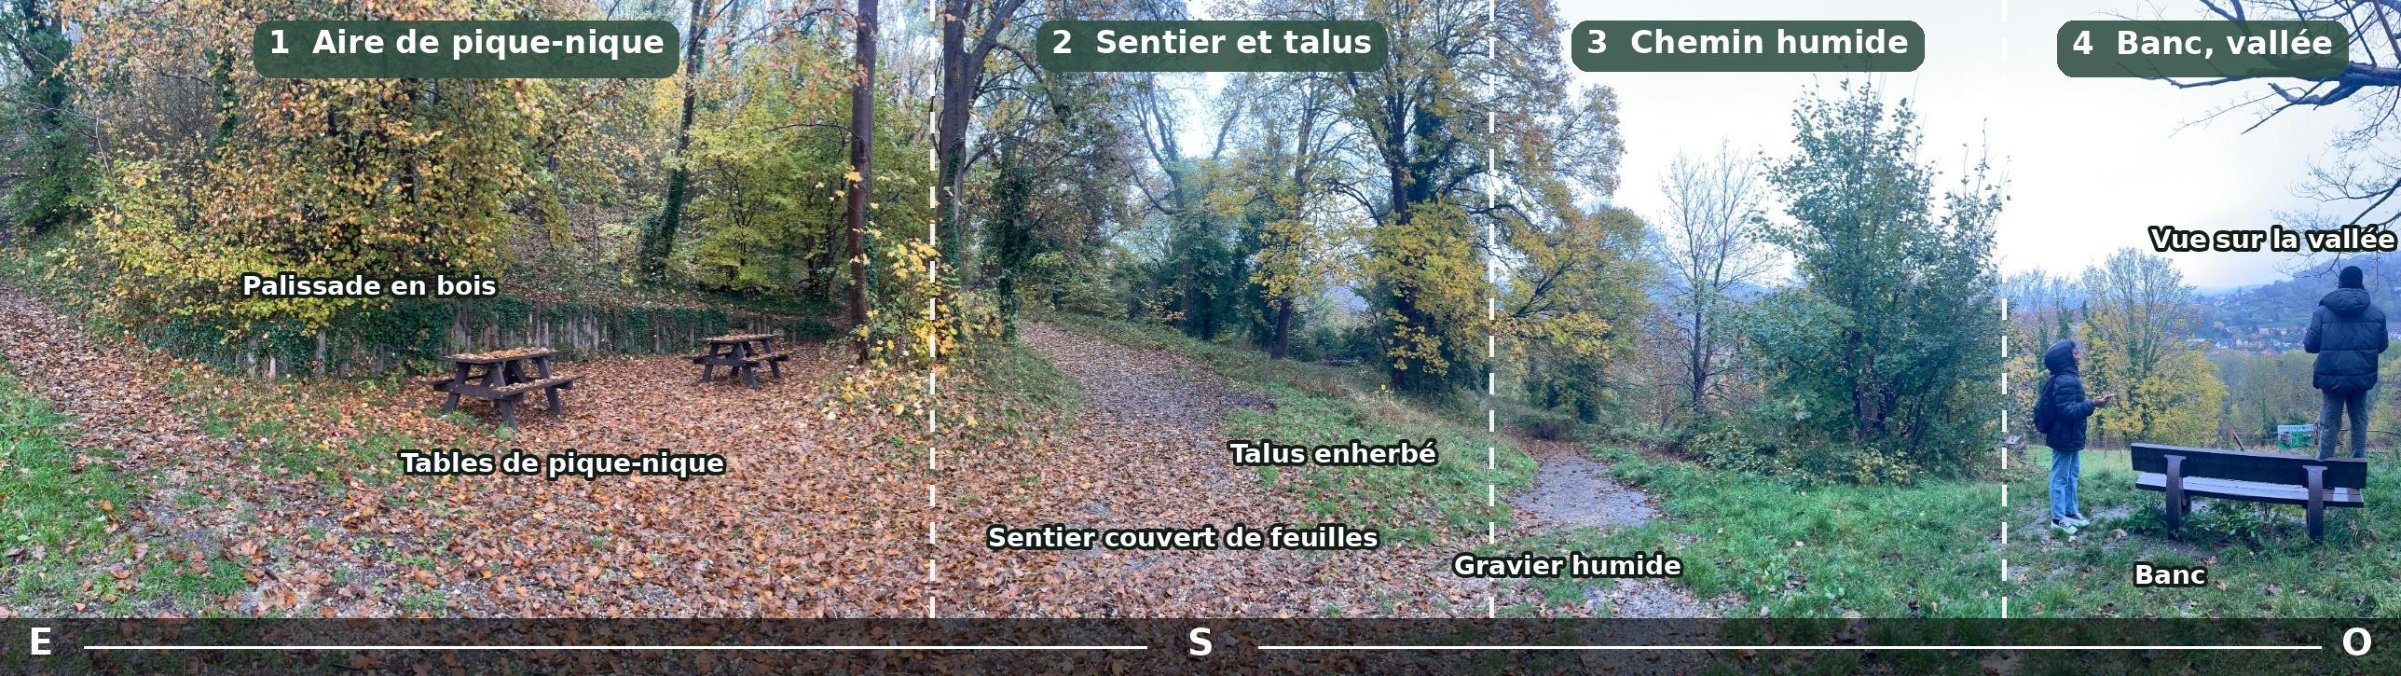 1 Aire de pique-nique
2 Sentier et talus
3 Chemin humide
4 Banc, vallée
Vue sur la vallée
Palissade en bois
Talus enherbé
Tables de pique-nique
Sentier couvert de feuilles
Gravier humide
Banc
E
S
O